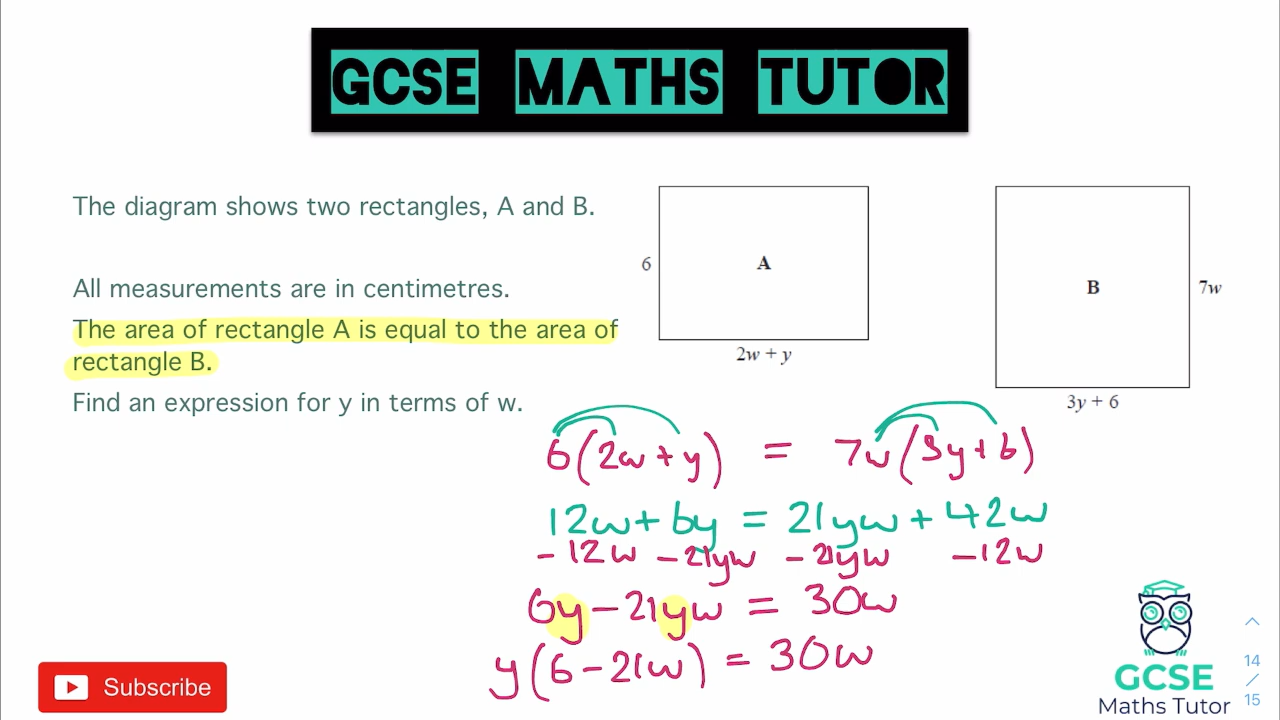 GCSE MATHS TUTOR
The diagram shows two rectangles, A and B.
All measurements are in centimetres.
The area of rectangle A is equal to the area of
rectangle B.
Find an expression for y in terms of w.
6
A
2w + y
B
7w
3y + 6
6(2w+y) = 7w(3y+6)
12w+6y = 21yw+42w
-12w -21yw -21yw -12w
6y-21yw = 30w
y(6-21w) = 30w
Subscribe
GCSE
Maths Tutor
14
/
15